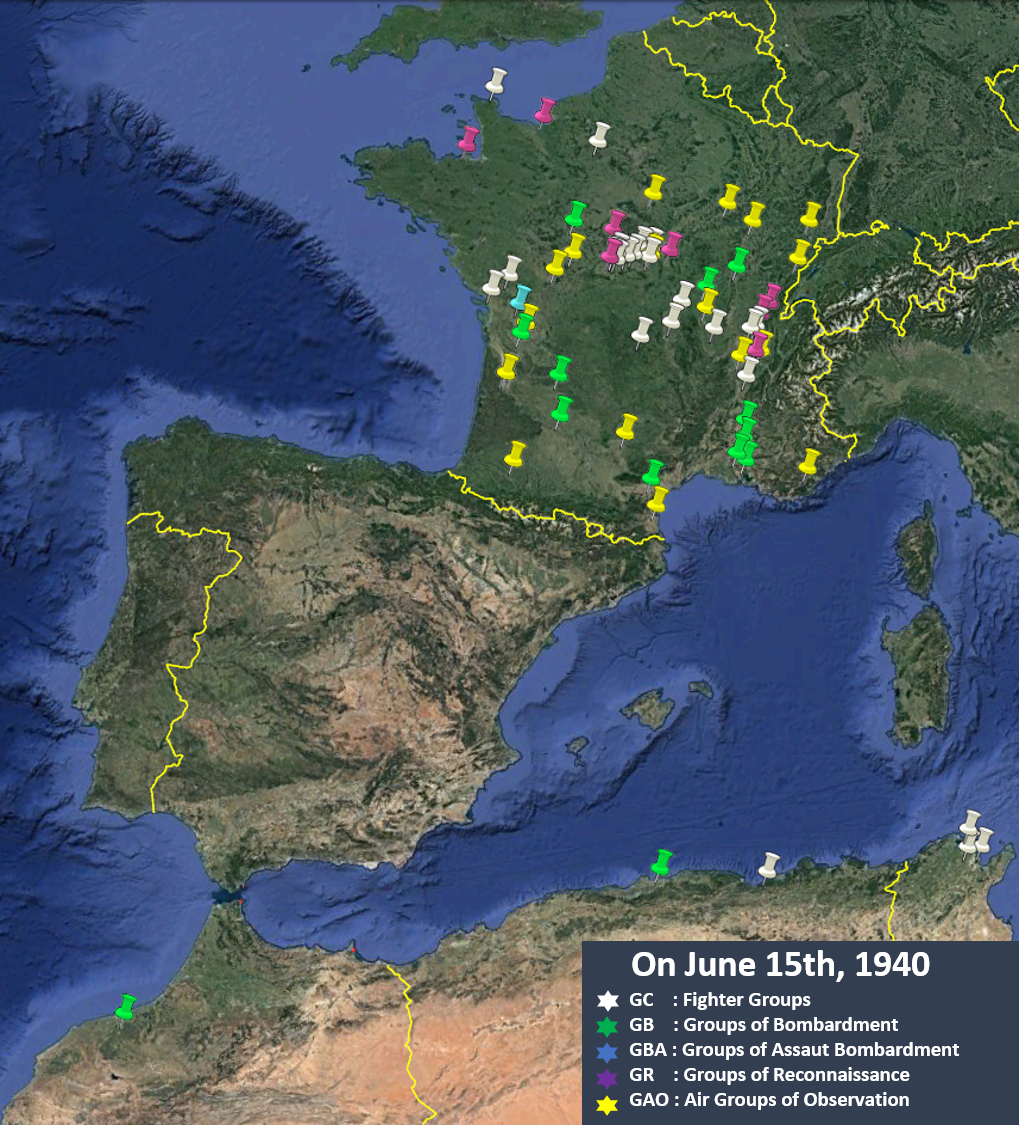 On June 15th, 1940
GC : Fighter Groups
GB : Groups of Bombardment
GBA : Groups of Assaut Bombardment
GR : Groups of Reconnaissance
GAO : Air Groups of Observation